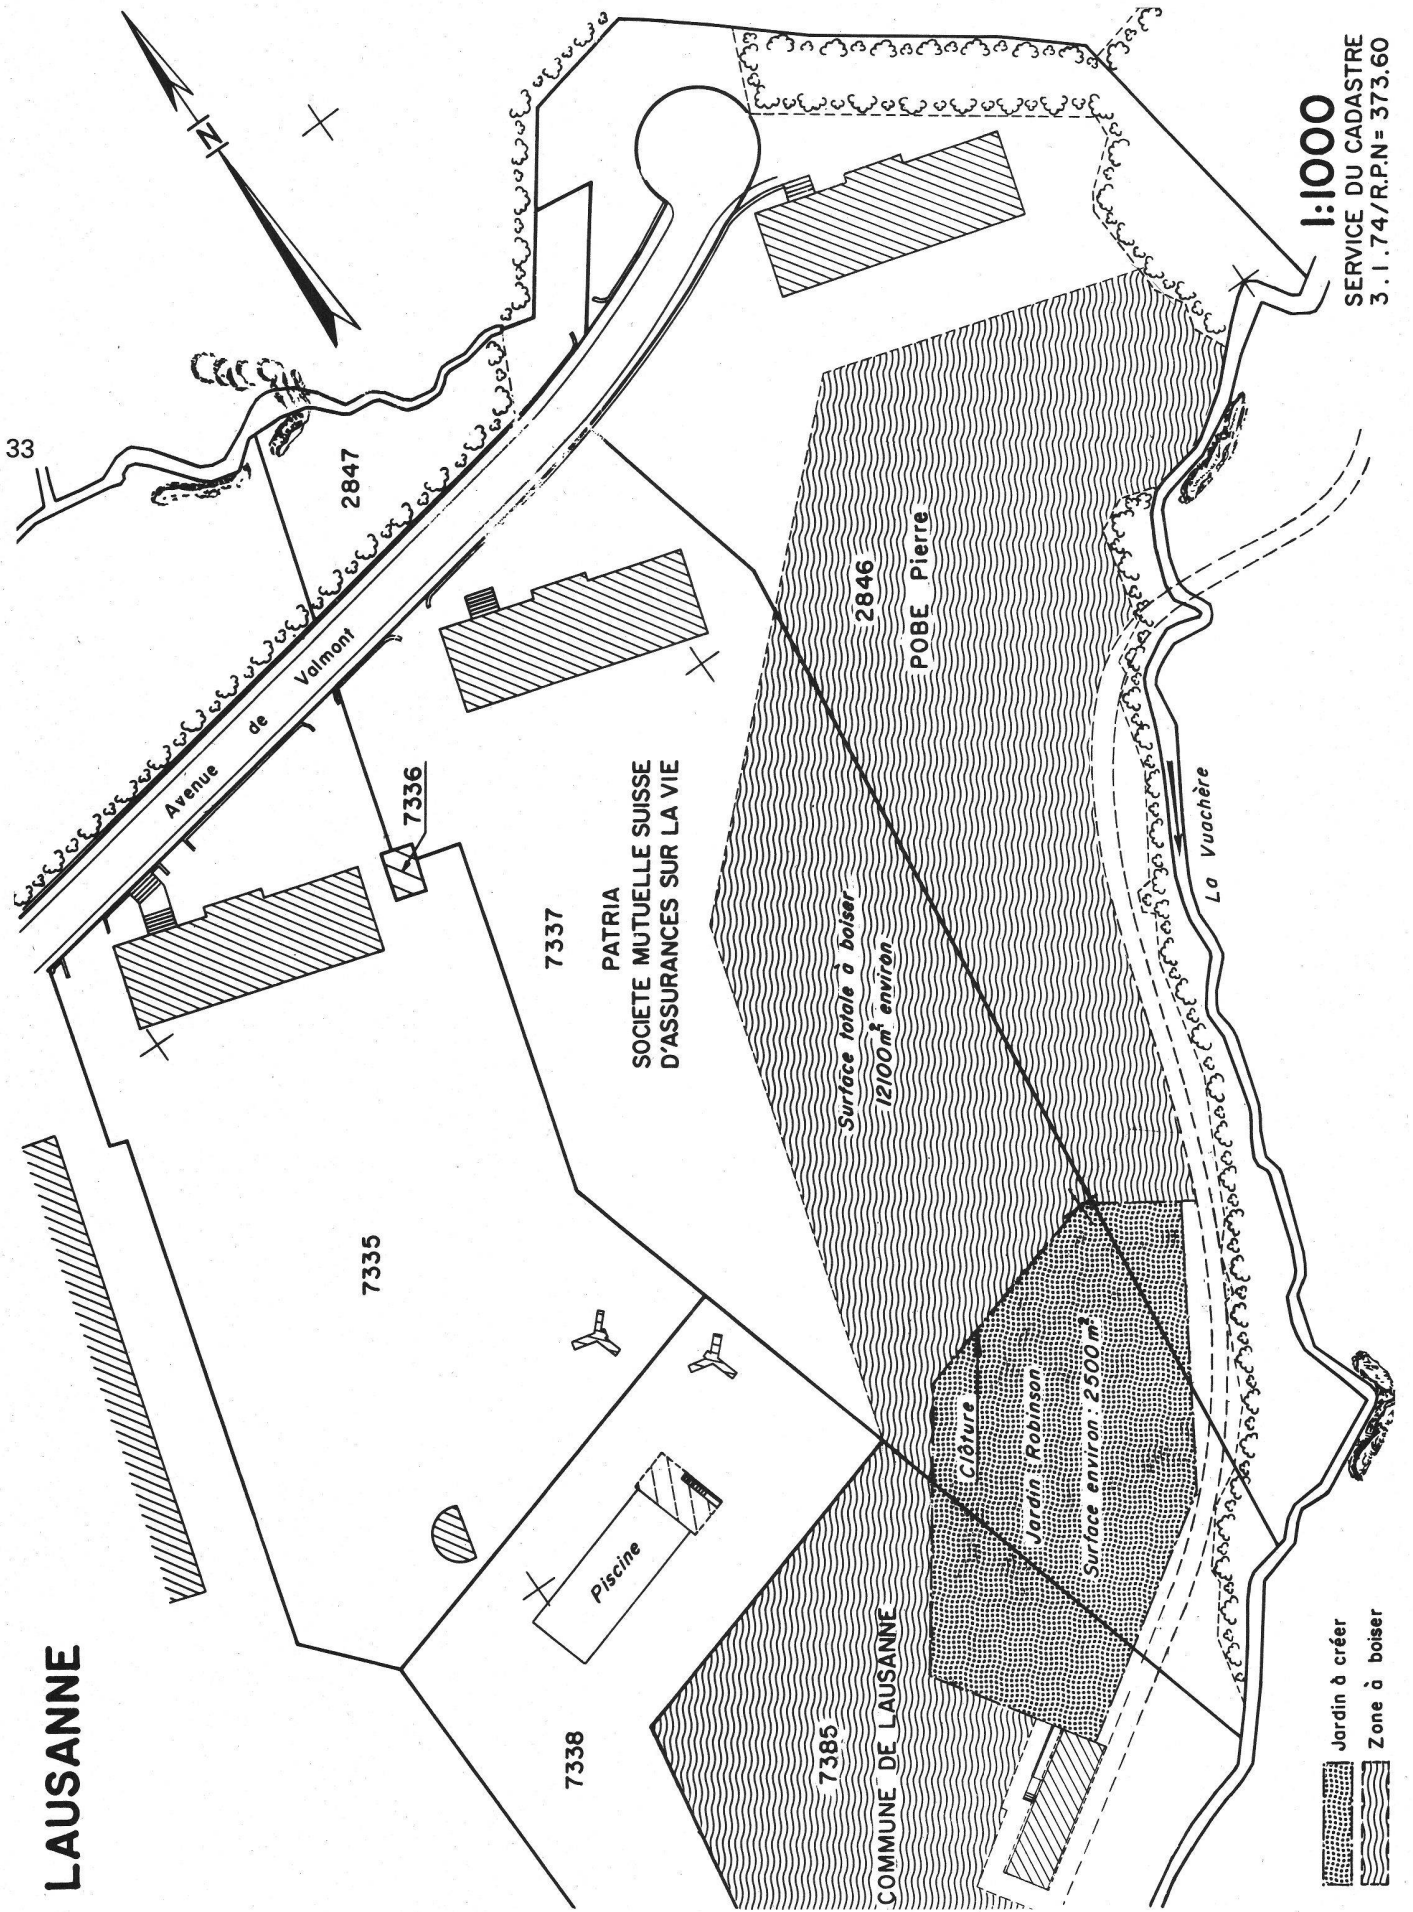 33
LAUSANNE
1:1000
SERVICE DU CADASTRE
3.1.74/R.P.N= 373.60
N
2847
Avenue de Valmont
7336
7335
7337
PATRIA
SOCIETE MUTUELLE SUISSE
D'ASSURANCES SUR LA VIE
2846
POBE Pierre
Surface totale à boiser
12100m² environ
La Vuachère
Clôture
Jardin Robinson
Surface environ : 2500 m²
Piscine
7338
7385
COMMUNE DE LAUSANNE
Jardin à créer
Zone à boiser